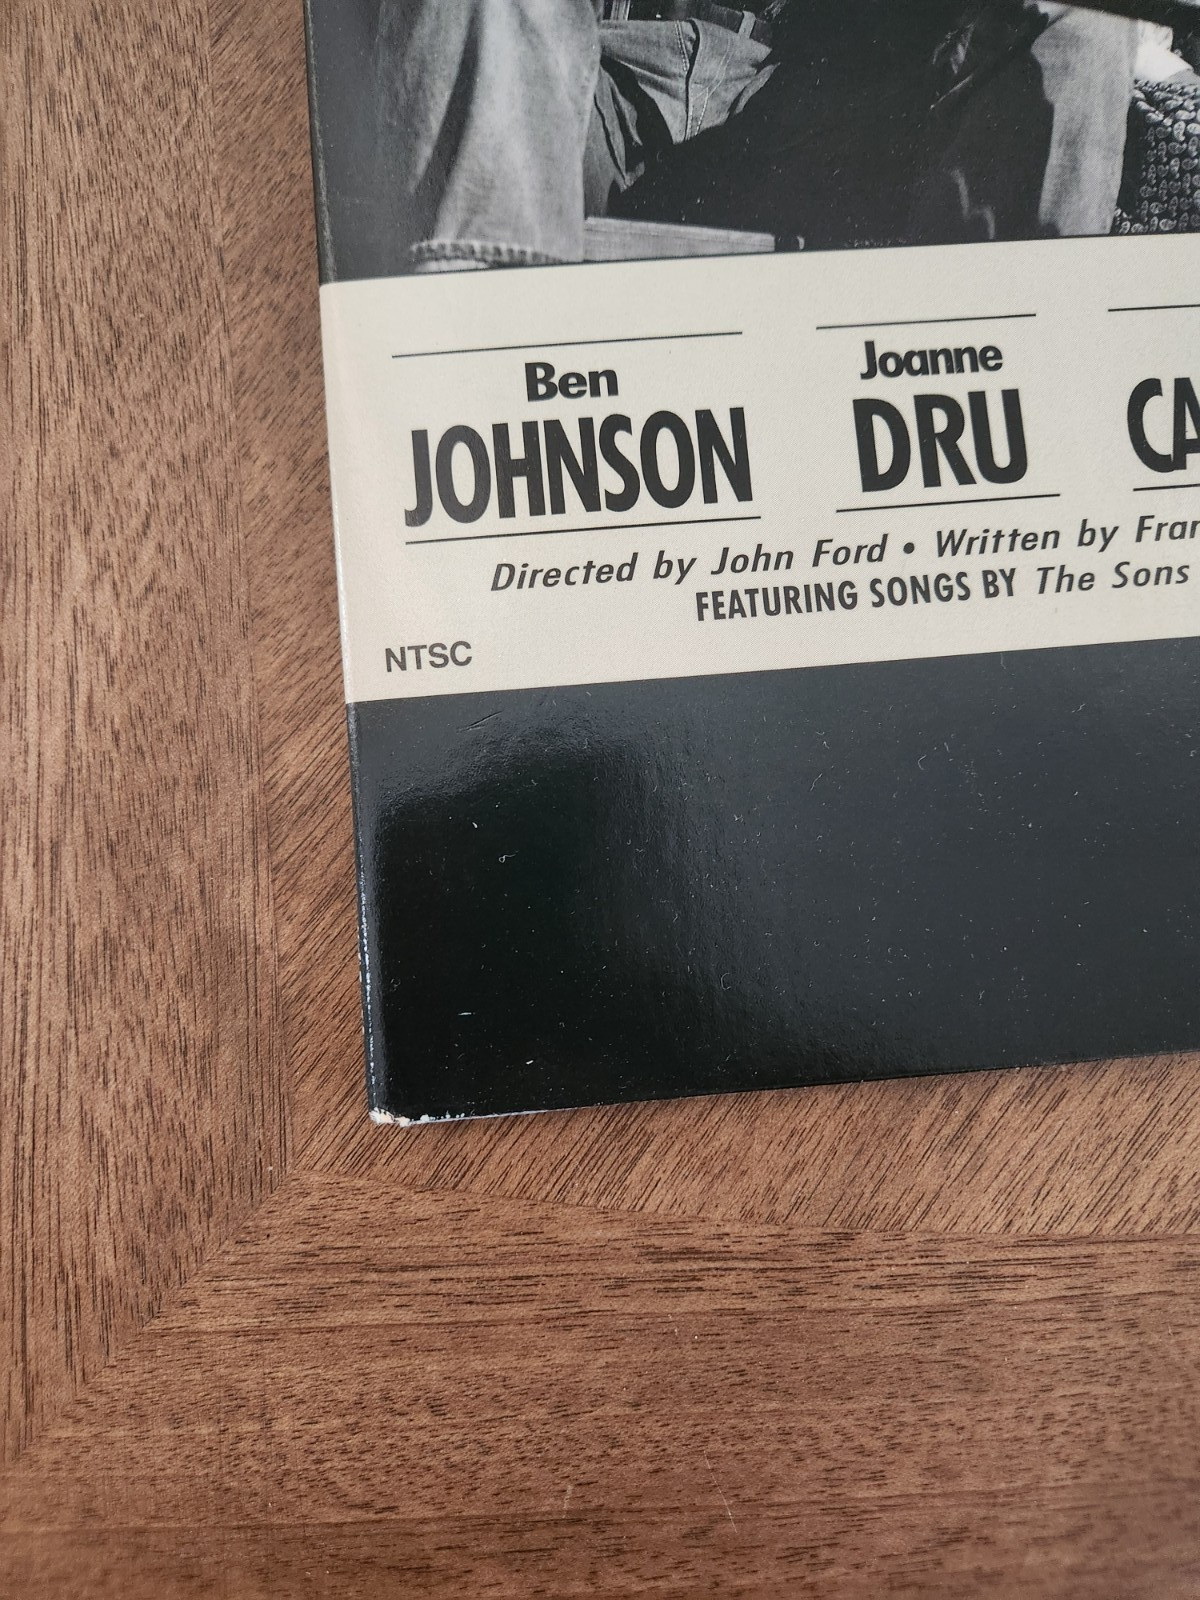 Ben
JOHNSON
Joanne
DRU
Directed by John Ford • Written by
FEATURING SONGS BY The Sons
NTSC